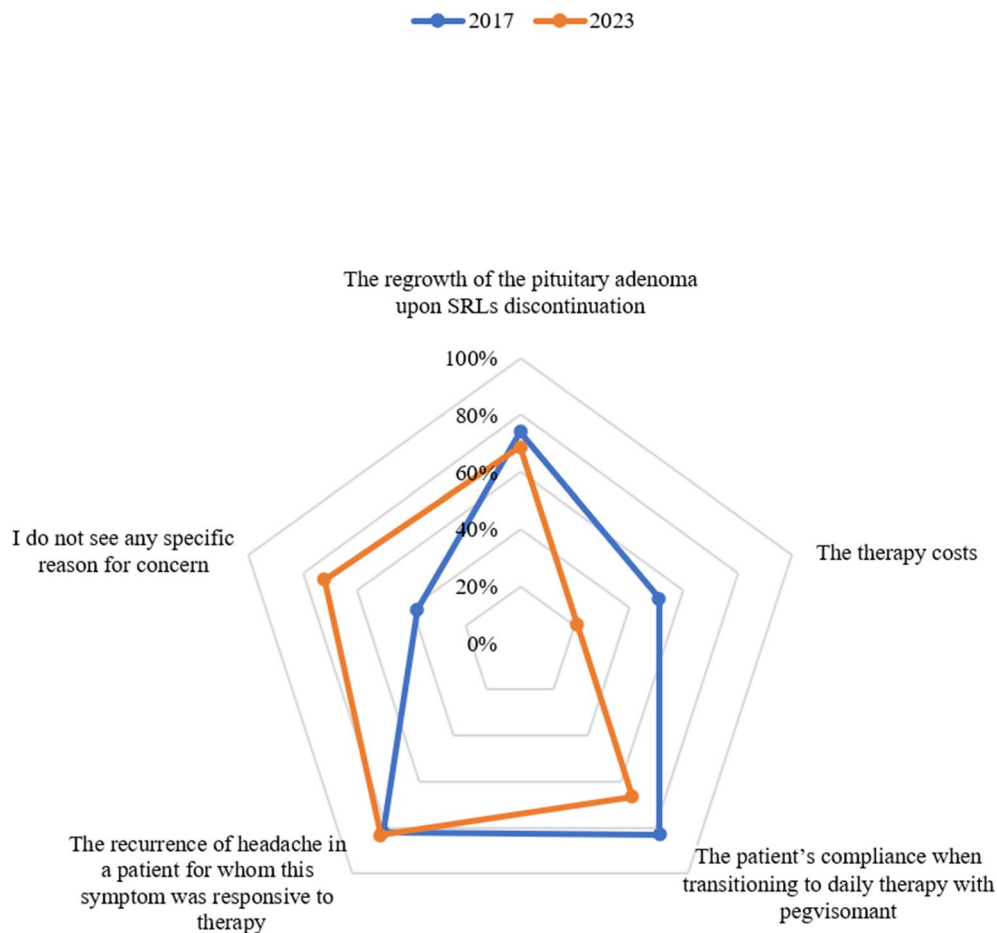 2017 2023
The regrowth of the pituitary adenoma
upon SRLs discontinuation
100%
80%
60%
40%
20%
0%
I do not see any specific
reason for concern
The therapy costs
The recurrence of headache in
a patient for whom this
symptom was responsive to
therapy
The patient’s compliance when
transitioning to daily therapy with
pegvisomant